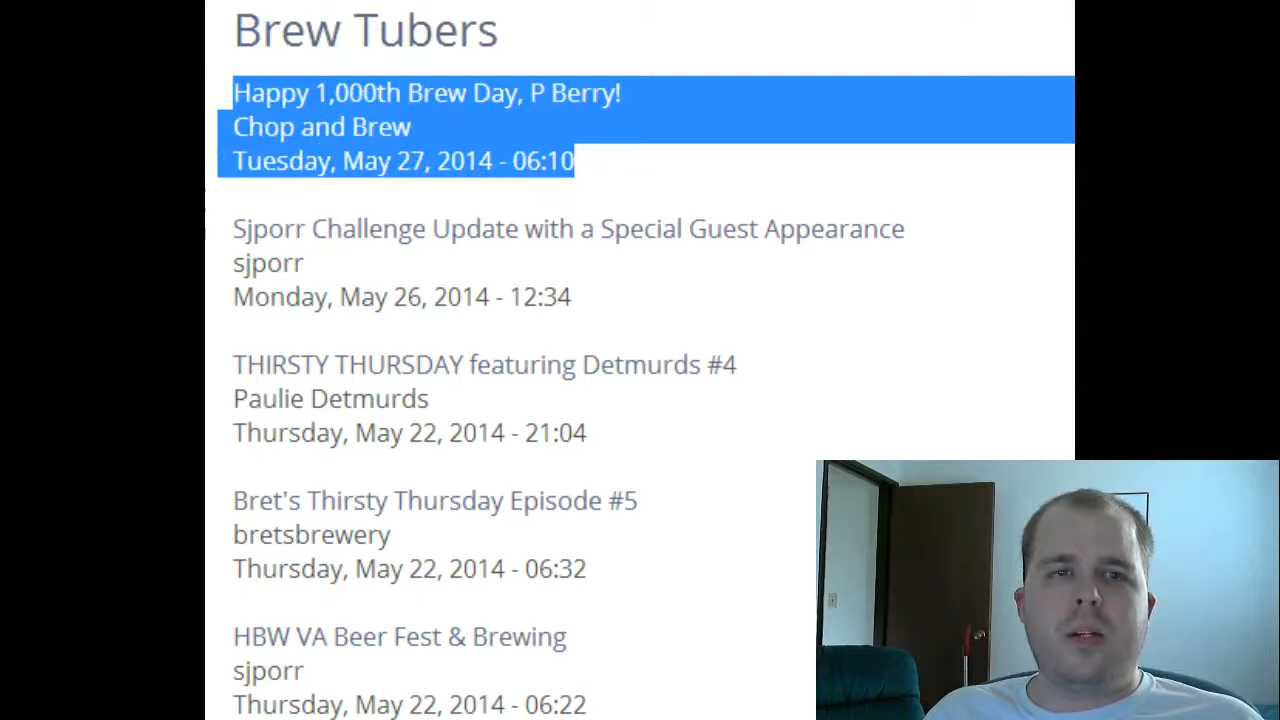 Brew Tubers
Happy 1,000th Brew Day, P Berry!
Chop and Brew
Tuesday, May 27, 2014 - 06:10
Sjporr Challenge Update with a Special Guest Appearance
sjporr
Monday, May 26, 2014 - 12:34
THIRSTY THURSDAY featuring Detmurds #4
Paulie Detmurds
Thursday, May 22, 2014 - 21:04
Bret's Thirsty Thursday Episode #5
bretsbrewery
Thursday, May 22, 2014 - 06:32
HBW VA Beer Fest & Brewing
sjporr
Thursday, May 22, 2014 - 06:22